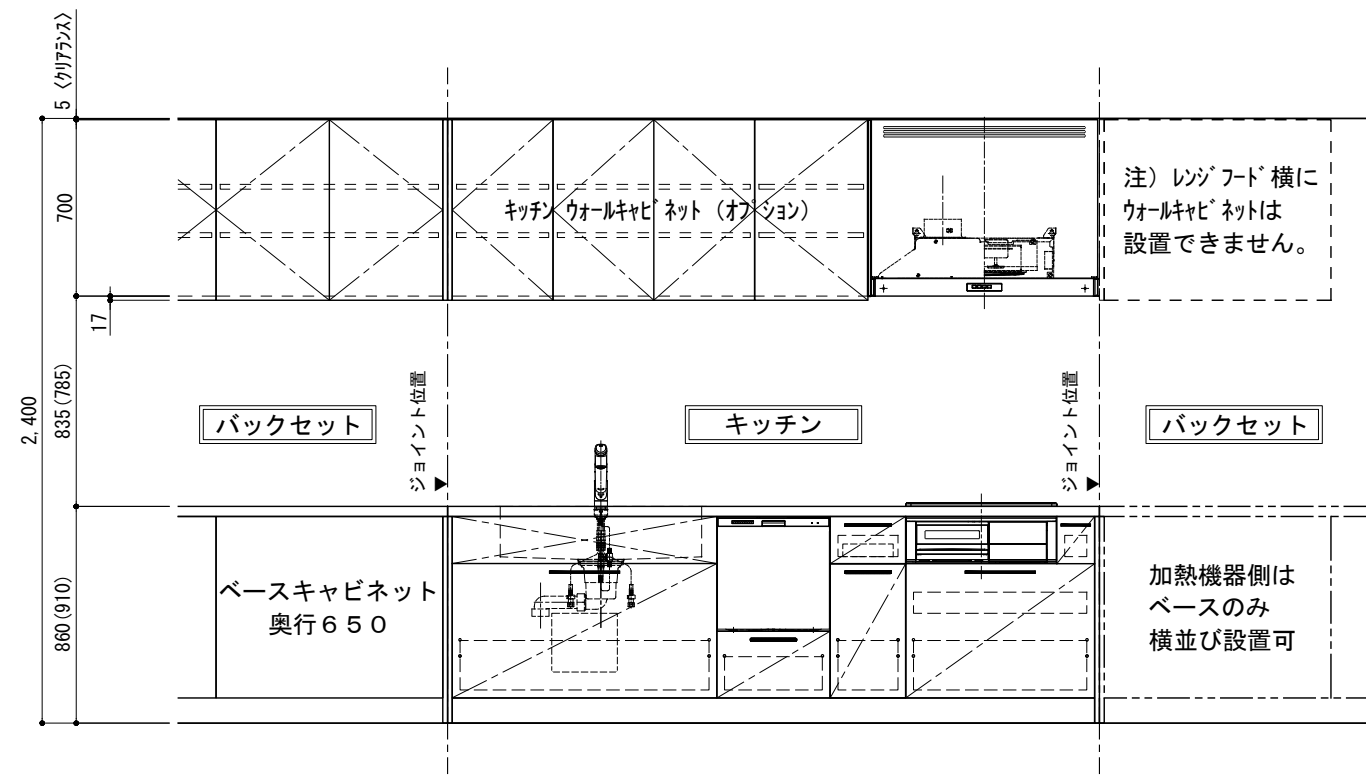 5 〈ｸﾘｱﾗﾝｽ〉
700
17
2,400
835(785)
860(910)
キッチン ウォールキャビネット (オプション)
注) レンジフード横に
ウォールキャビネットは
設置できません。
ジョイント位置
ジョイント位置
バックセット
キッチン
バックセット
ベースキャビネット
奥行６５０
加熱機器側は
ベースのみ
横並び設置可